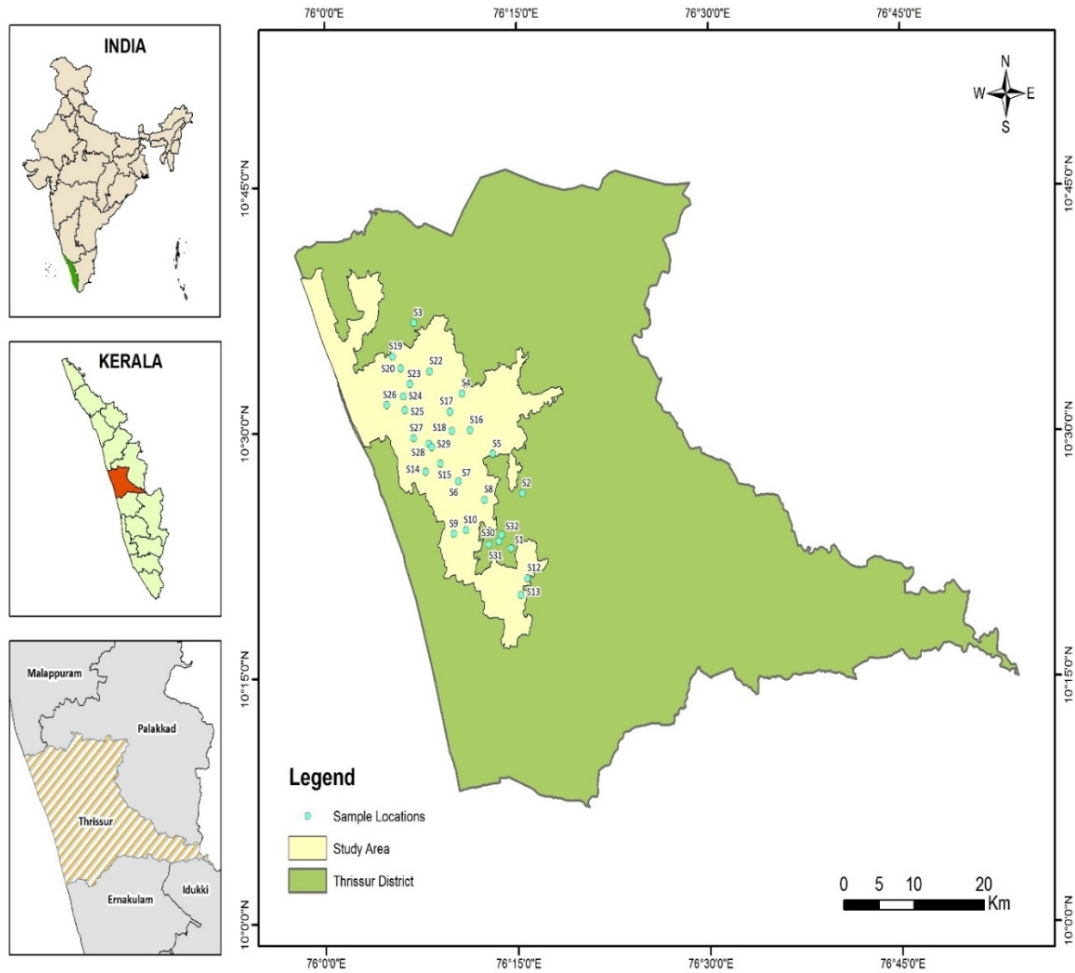 INDIA
KERALA
Malappuram
Palakkad
Thrissur
Ernakulam
Idukki
76°0'0"E
76°15'0"E
76°30'0"E
76°45'0"E
N
W E
S
10°45'0"N
10°45'0"N
S3
S19
S22
S20
S23
S4
S26
S24
S17
S25
S16
10°30'0"N
10°30'0"N
S18
S27
S29
S5
S28
S14
S15
S7
S6
S8
S2
S9
S10
S32
S30
S1
S31
S12
S13
10°15'0"N
10°15'0"N
Legend
Sample Locations
Study Area
Thrissur District
0 5 10 20
Km
10°0'0"N
10°0'0"N
76°0'0"E
76°15'0"E
76°30'0"E
76°45'0"E